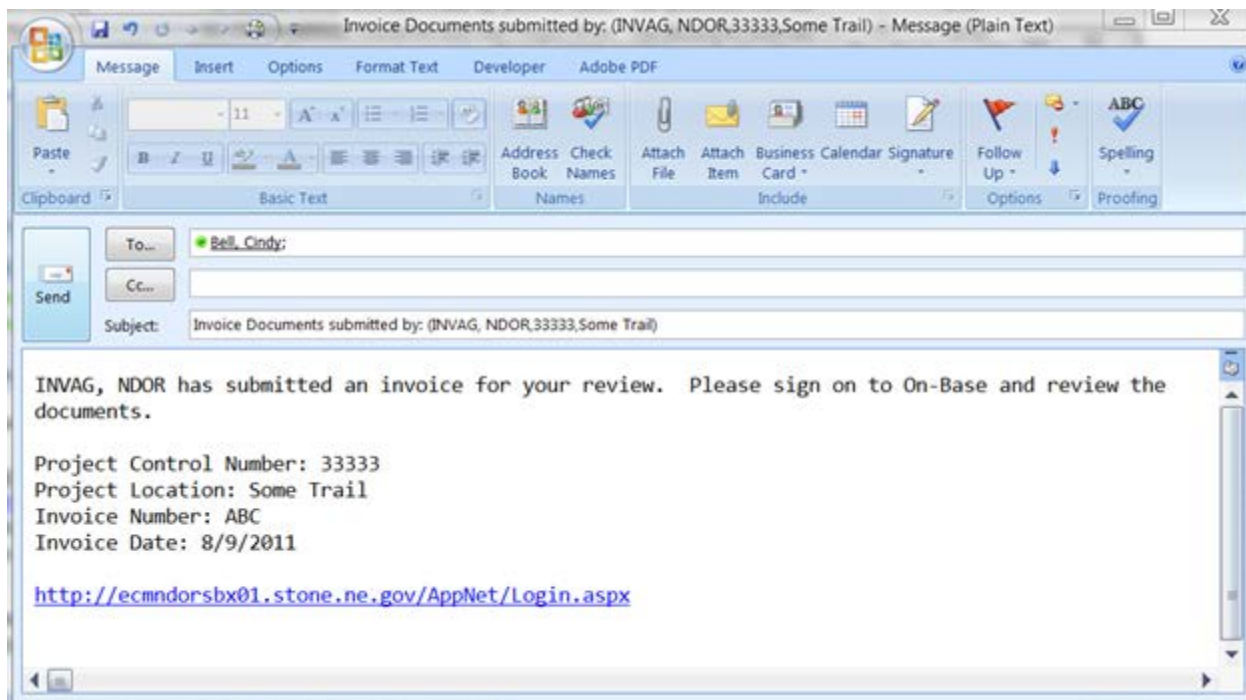 Invoice Documents submitted by: (INVAG, NDOR,33333,Some Trail) - Message (Plain Text)
Message Insert Options Format Text Developer Adobe PDF
11 A A
Paste B I U A Address Book Check Names Attach File Attach Item Business Card Calendar Signature Follow Up ABC Spelling
Clipboard Basic Text Names Include Options Proofing
To... Bell, Cindy;
Cc...
Send
Subject: Invoice Documents submitted by: (INVAG, NDOR,33333,Some Trail)
INVAG, NDOR has submitted an invoice for your review.  Please sign on to On-Base and review the
documents.
Project Control Number: 33333
Project Location: Some Trail
Invoice Number: ABC
Invoice Date: 8/9/2011
http://ecmndorsbx01.stone.ne.gov/AppNet/Login.aspx